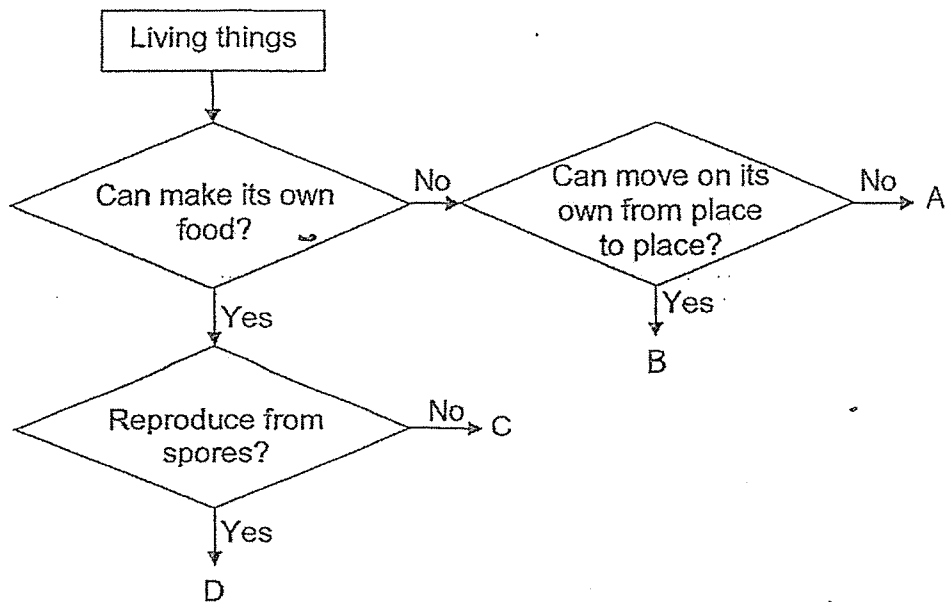 Living things
Can make its own
food?
No
Can move on its
own from place
to place?
No
A
Yes
Yes
B
Reproduce from
spores?
No
C
Yes
D